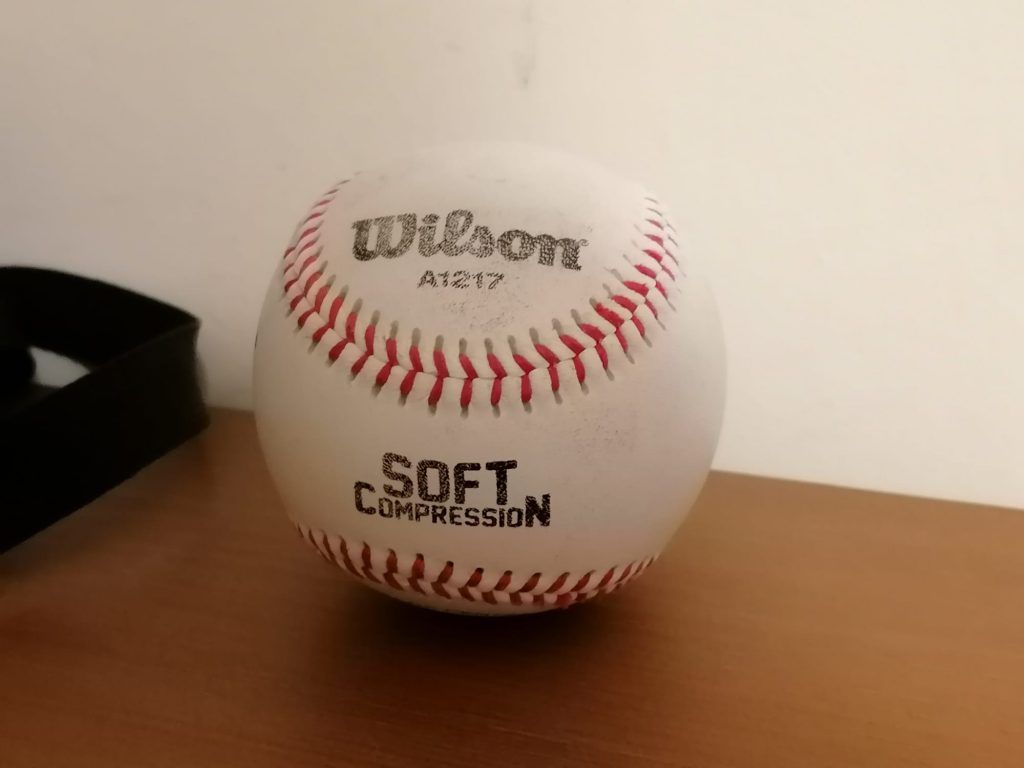 Wilson
A1217
SOFT
COMPRESSION